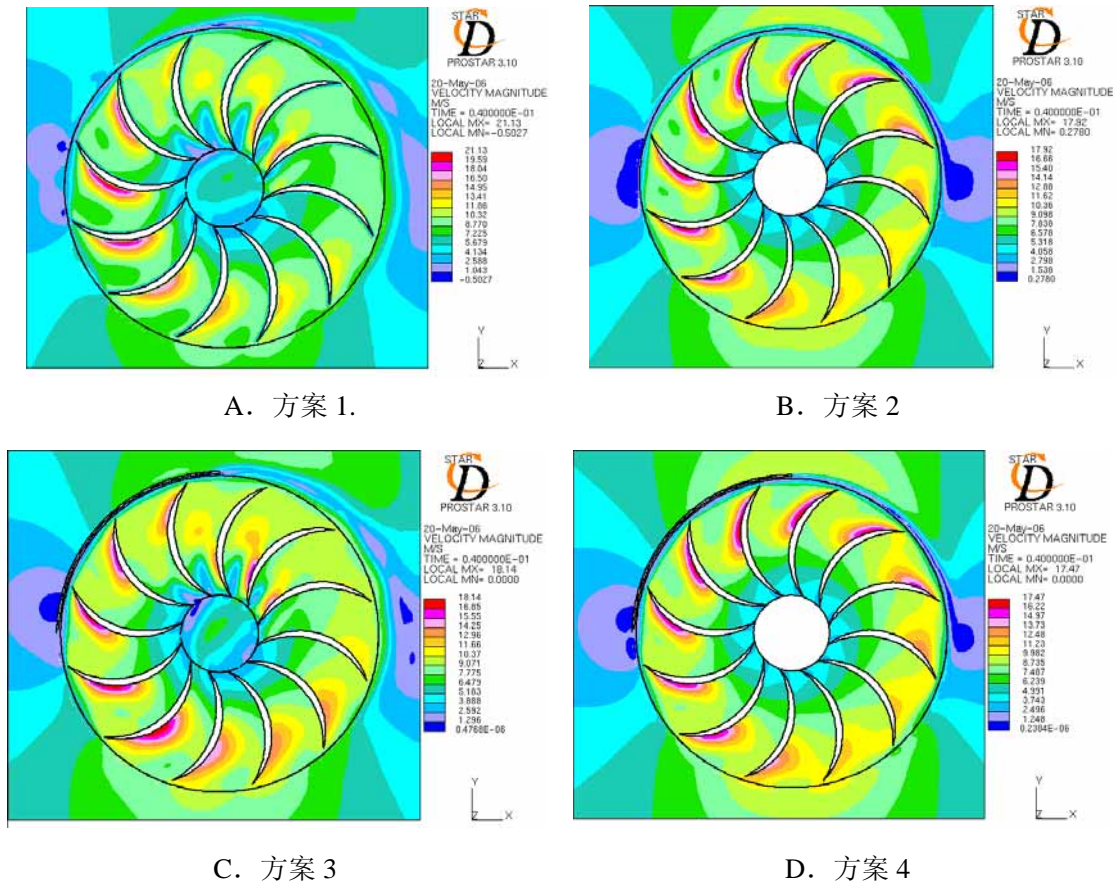 STAR
CD
PROSTAR 3.10
20-May-06
VELOCITY MAGNITUDE
M/S
TIME = 0.400000E-01
LOCAL MX= 21.13
LOCAL MN=-0.5027
21.13
19.59
18.04
16.50
14.95
13.41
11.86
10.32
8.770
7.225
5.679
4.134
2.588
1.043
-0.5027
Y
Z X
A．方案 1.
STAR
CD
PROSTAR 3.10
20-May-06
VELOCITY MAGNITUDE
M/S
TIME = 0.400000E-01
LOCAL MX= 17.92
LOCAL MN= 0.2780
17.92
16.66
15.40
14.14
12.88
11.62
10.36
9.098
7.838
6.578
5.318
4.058
2.798
1.538
0.2780
Y
Z X
B．方案 2
STAR
CD
PROSTAR 3.10
20-May-06
VELOCITY MAGNITUDE
M/S
TIME = 0.400000E-01
LOCAL MX= 18.14
LOCAL MN= 0.0000
18.14
16.85
15.55
14.25
12.96
11.66
10.37
9.071
7.775
6.479
5.183
3.888
2.592
1.296
0.4768E-06
Y
Z X
C．方案 3
STAR
CD
PROSTAR 3.10
20-May-06
VELOCITY MAGNITUDE
M/S
TIME = 0.400000E-01
LOCAL MX= 17.47
LOCAL MN= 0.0000
17.47
16.22
14.97
13.73
12.48
11.23
9.982
8.735
7.487
6.239
4.991
3.743
2.496
1.248
0.2384E-06
Y
Z X
D．方案 4